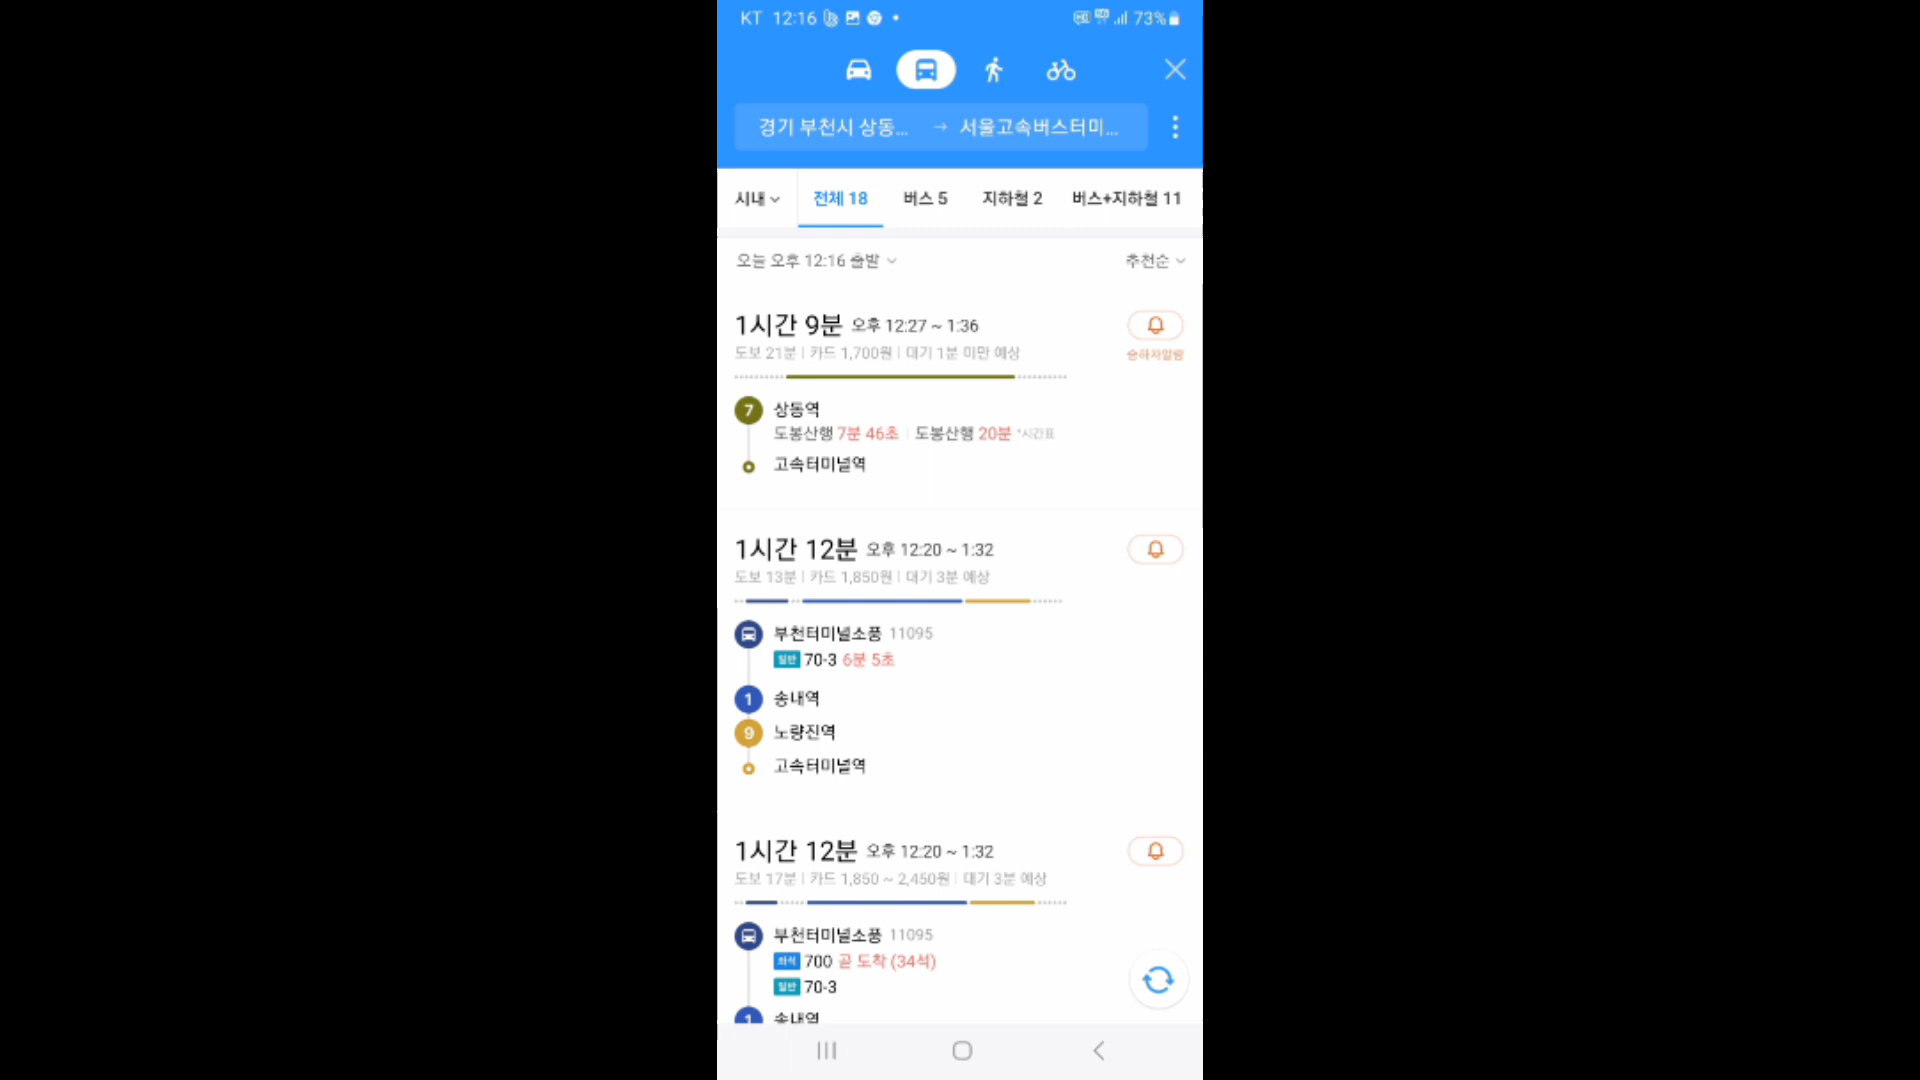 KT 12:16 73%
경기 부천시 상동... → 서울고속버스터미...
시내 전체 18 버스 5 지하철 2 버스+지하철 11
오늘 오후 12:16 출발 추천순
1시간 9분 오후 12:27 ~ 1:36
도보 21분 | 카드 1,700원 | 대기 1분 미만 예상 승하차알람
7 상동역
도봉산행 7분 46초 | 도봉산행 20분 *시간표
고속터미널역
1시간 12분 오후 12:20 ~ 1:32
도보 13분 | 카드 1,850원 | 대기 3분 예상
부천터미널소풍 11095
일반 70-3 6분 5초
1 송내역
9 노량진역
고속터미널역
1시간 12분 오후 12:20 ~ 1:32
도보 17분 | 카드 1,850 ~ 2,450원 | 대기 3분 예상
부천터미널소풍 11095
좌석 700 곧 도착 (34석)
일반 70-3
1 송내역